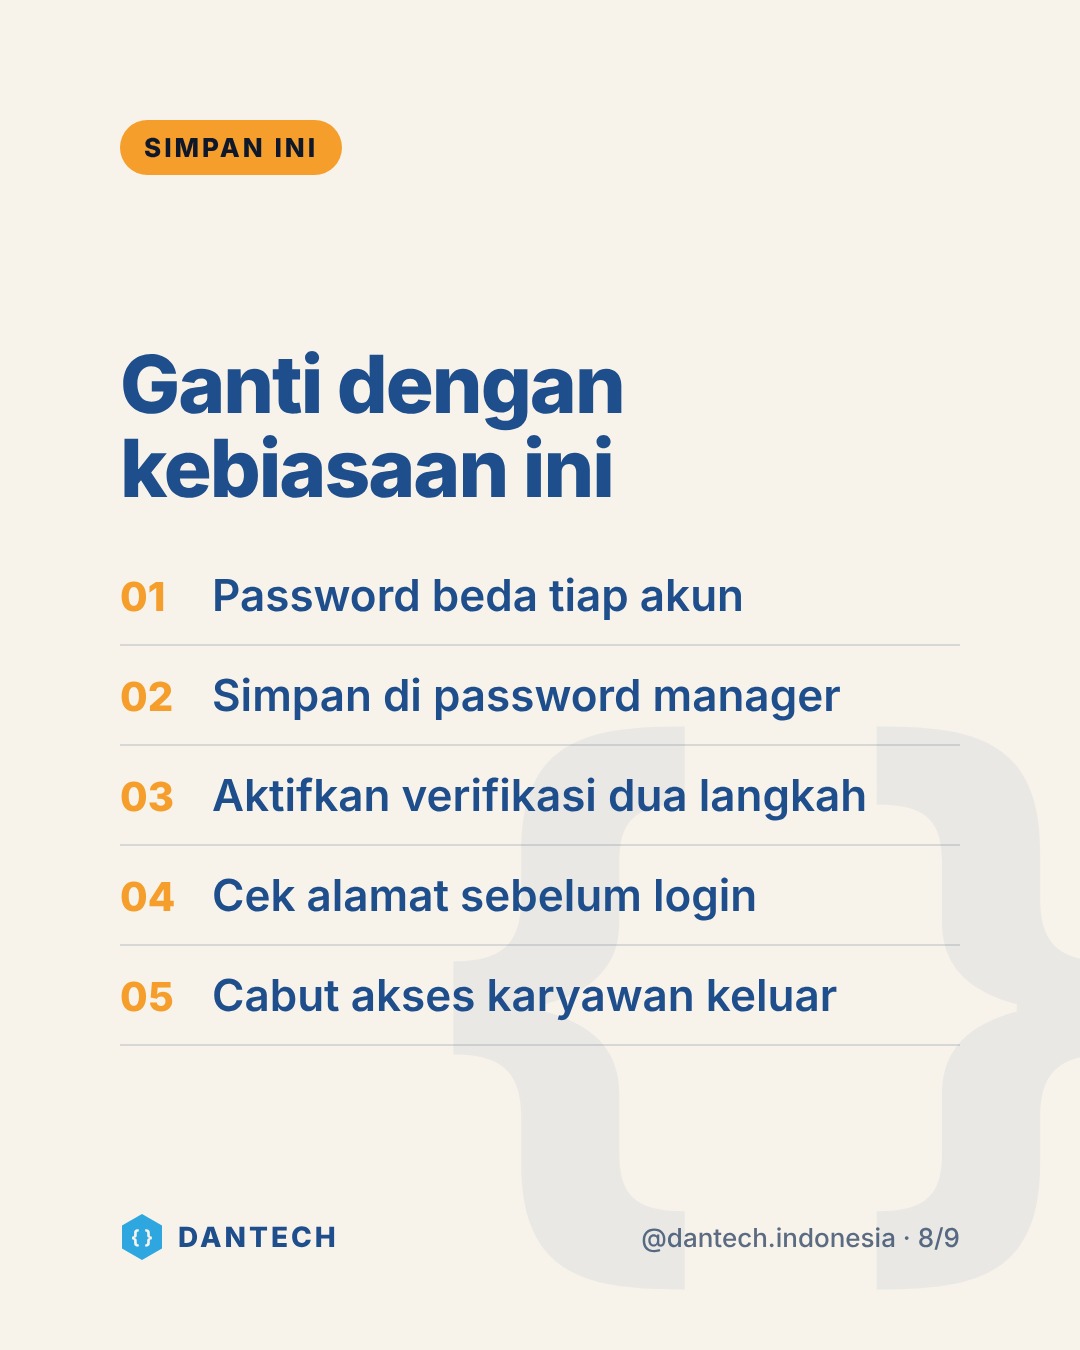 SIMPAN INI
Ganti dengan
kebiasaan ini
01 Password beda tiap akun
02 Simpan di password manager
03 Aktifkan verifikasi dua langkah
04 Cek alamat sebelum login
05 Cabut akses karyawan keluar
{}
{} DANTECH
@dantech.indonesia · 8/9